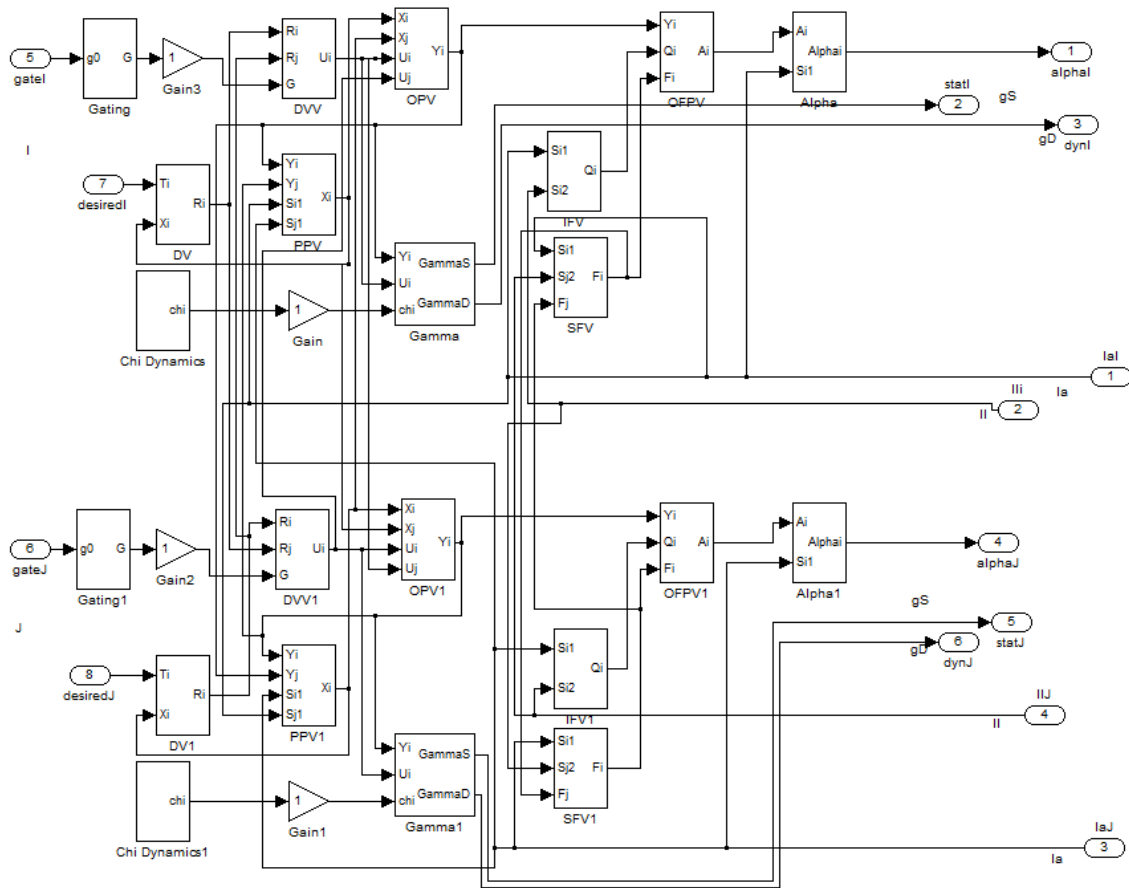 5
gateI
g0
G
Gating
1
Gain3
Ri
Rj
G
Ui
DVV
Xi
Xj
Ui
Uj
Yi
OPV
Yi
Qi
Fi
Ai
OFPV
Ai
Si1
Alphai
Alpha
1
alphaI
statI
2
gS
3
gD
dynI
I
7
desiredI
Ti
Xi
Ri
DV
Yi
Yj
Si1
Sj1
Xi
PPV
Si1
Si2
Qi
IFV
Si1
Sj2
Fj
Fi
SFV
chi
Chi Dynamics
1
Gain
Yi
Ui
chi
GammaS
GammaD
Gamma
IaI
1
Ia
IIi
2
II
6
gateJ
g0
G
Gating1
1
Gain2
Ri
Rj
G
Ui
DVV1
Xi
Xj
Ui
Uj
Yi
OPV1
Yi
Qi
Fi
Ai
OFPV1
Ai
Si1
Alphai
Alpha1
4
alphaJ
gS
5
statJ
6
gD
dynJ
J
8
desiredJ
Ti
Xi
Ri
DV1
Yi
Yj
Si1
Sj1
Xi
PPV1
Si1
Si2
Qi
IFV1
Si1
Sj2
Fj
Fi
SFV1
IIJ
4
II
chi
Chi Dynamics1
1
Gain1
Yi
Ui
chi
GammaS
GammaD
Gamma1
IaJ
3
Ia